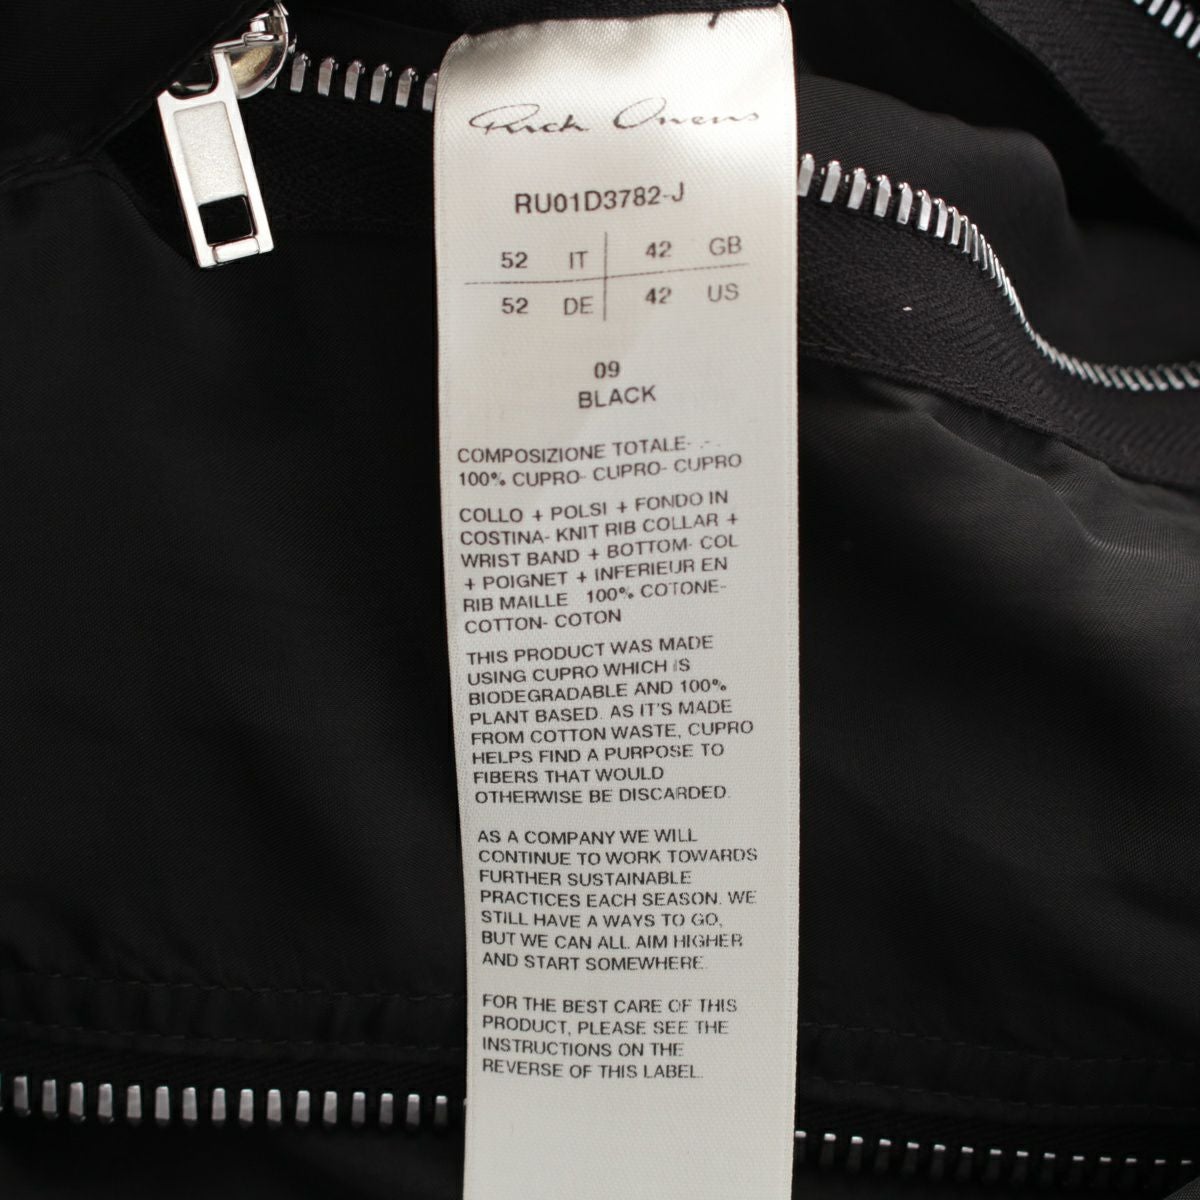 Rick Owens
RU01D3782-J
52 IT 42 GB
52 DE 42 US
09
BLACK
COMPOSIZIONE TOTALE- -.-
100% CUPRO- CUPRO- CUPRO
COLLO + POLSI + FONDO IN
COSTINA- KNIT RIB COLLAR +
WRIST BAND + BOTTOM- COL
+ POIGNET + INFERIEUR EN
RIB MAILLE 100% COTONE-
COTTON- COTON
THIS PRODUCT WAS MADE
USING CUPRO WHICH IS
BIODEGRADABLE AND 100%
PLANT BASED. AS IT'S MADE
FROM COTTON WASTE, CUPRO
HELPS FIND A PURPOSE TO
FIBERS THAT WOULD
OTHERWISE BE DISCARDED.
AS A COMPANY WE WILL
CONTINUE TO WORK TOWARDS
FURTHER SUSTAINABLE
PRACTICES EACH SEASON. WE
STILL HAVE A WAYS TO GO,
BUT WE CAN ALL AIM HIGHER
AND START SOMEWHERE.
FOR THE BEST CARE OF THIS
PRODUCT, PLEASE SEE THE
INSTRUCTIONS ON THE
REVERSE OF THIS LABEL.